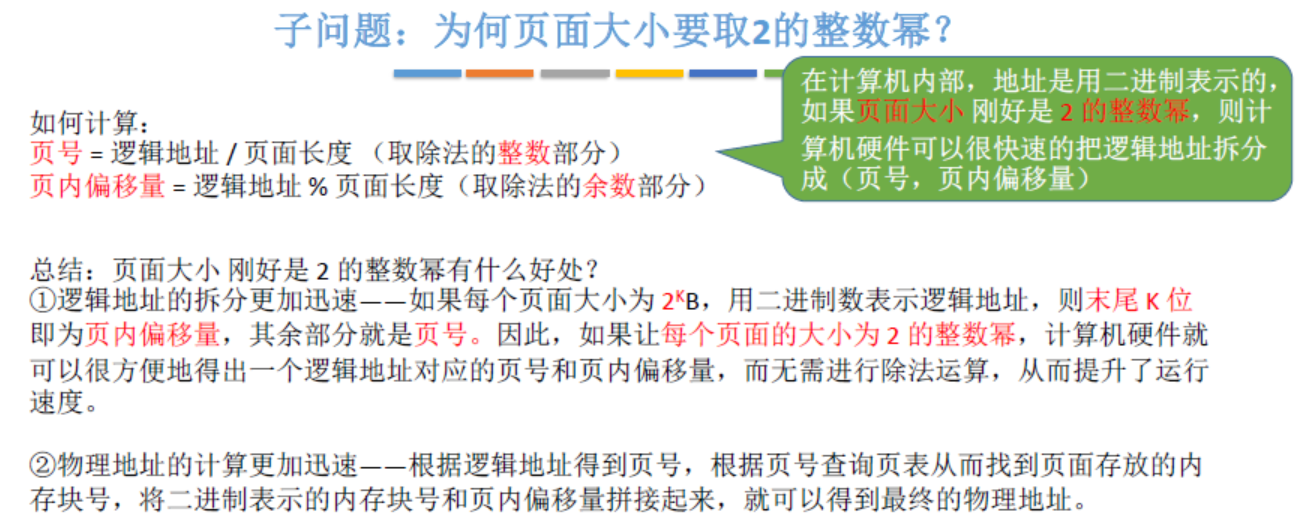 子问题：为何页面大小要取2的整数幂？
在计算机内部，地址是用二进制表示的，
如果页面大小 刚好是 2 的整数幂，则计
算机硬件可以很快速的把逻辑地址拆分
成（页号，页内偏移量）
如何计算：
页号 = 逻辑地址 / 页面长度 （取除法的整数部分）
页内偏移量 = 逻辑地址 % 页面长度（取除法的余数部分）
总结：页面大小 刚好是 2 的整数幂有什么好处？
①逻辑地址的拆分更加迅速——如果每个页面大小为 2ᴷB，用二进制数表示逻辑地址，则末尾 K 位
即为页内偏移量，其余部分就是页号。因此，如果让每个页面的大小为 2 的整数幂，计算机硬件就
可以很方便地得出一个逻辑地址对应的页号和页内偏移量，而无需进行除法运算，从而提升了运行
速度。
②物理地址的计算更加迅速——根据逻辑地址得到页号，根据页号查询页表从而找到页面存放的内
存块号，将二进制表示的内存块号和页内偏移量拼接起来，就可以得到最终的物理地址。